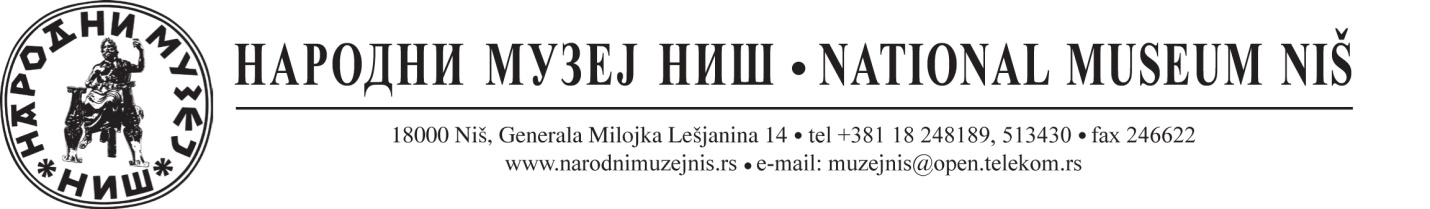 НАРОДНИ МУЗЕЈ
* НИШ *
НАРОДНИ МУЗЕЈ НИШ • NATIONAL MUSEUM NIŠ
18000 Niš, Generala Milojka Lešjanina 14 • tel +381 18 248189, 513430 • fax 246622
www.narodnimuzejnis.rs • e-mail: muzejnis@open.telekom.rs